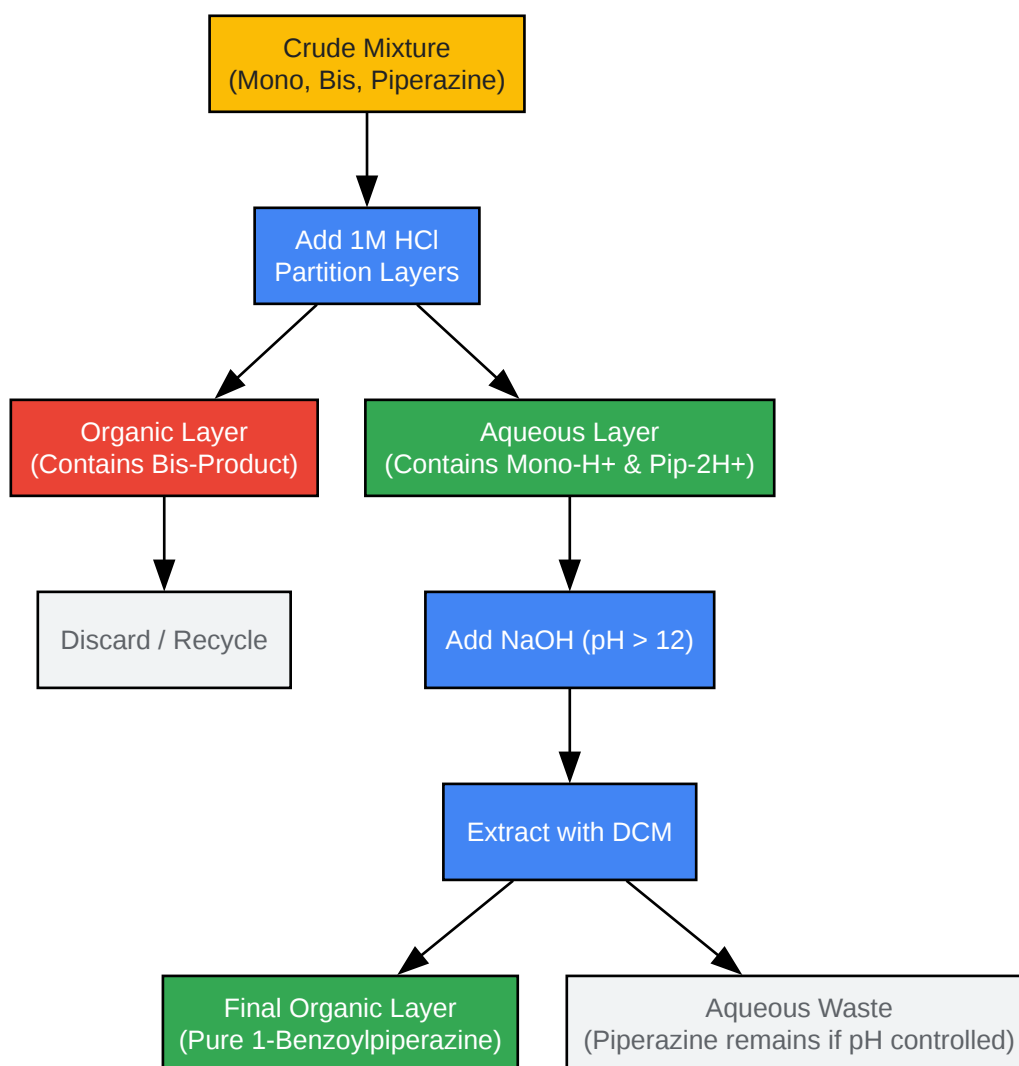 Crude Mixture
(Mono, Bis, Piperazine)
Add 1M HCl
Partition Layers
Organic Layer
(Contains Bis-Product)
Aqueous Layer
(Contains Mono-H+ & Pip-2H+)
Discard / Recycle
Add NaOH (pH > 12)
Extract with DCM
Final Organic Layer
(Pure 1-Benzoylpiperazine)
Aqueous Waste
(Piperazine remains if pH controlled)